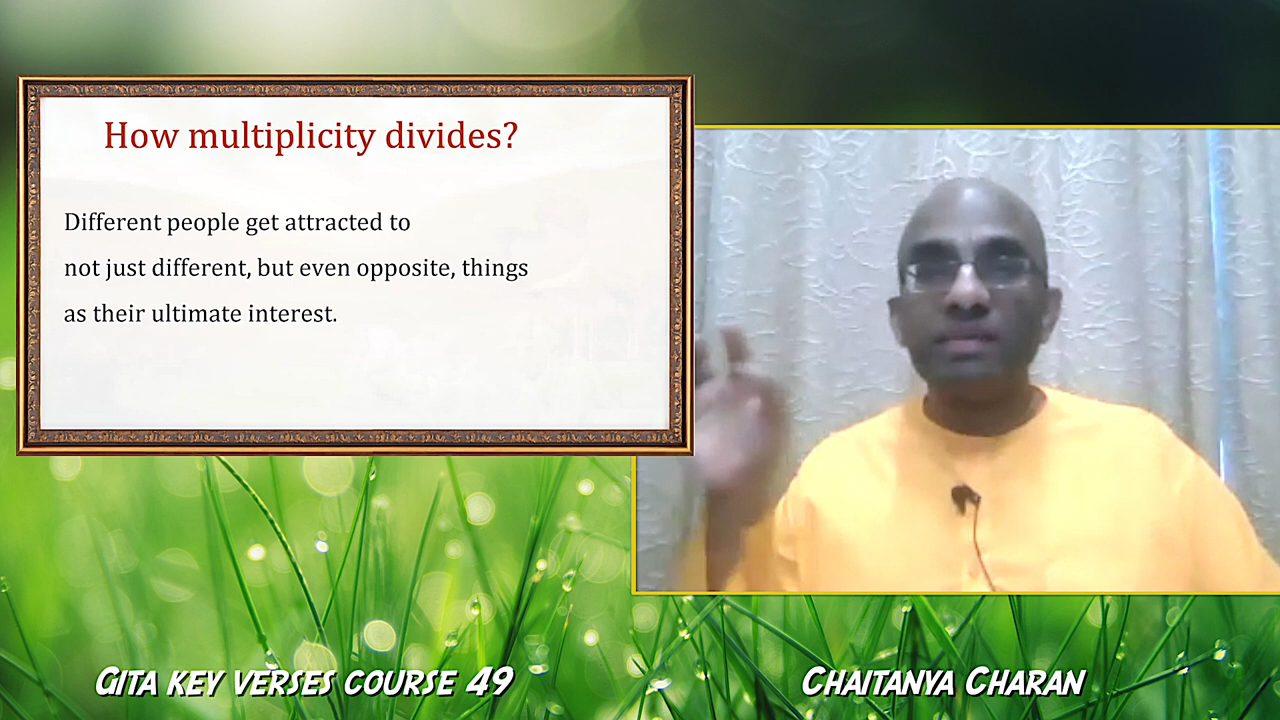 How multiplicity divides?
Different people get attracted to
not just different, but even opposite, things
as their ultimate interest.
GITA KEY VERSES COURSE 49
CHAITANYA CHARAN